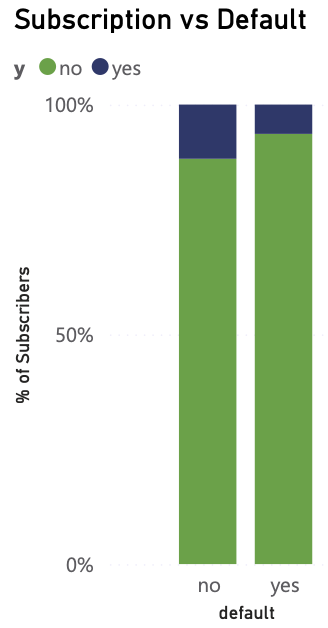 Subscription vs Default
y no yes
100%
50%
0%
% of Subscribers
no yes
default